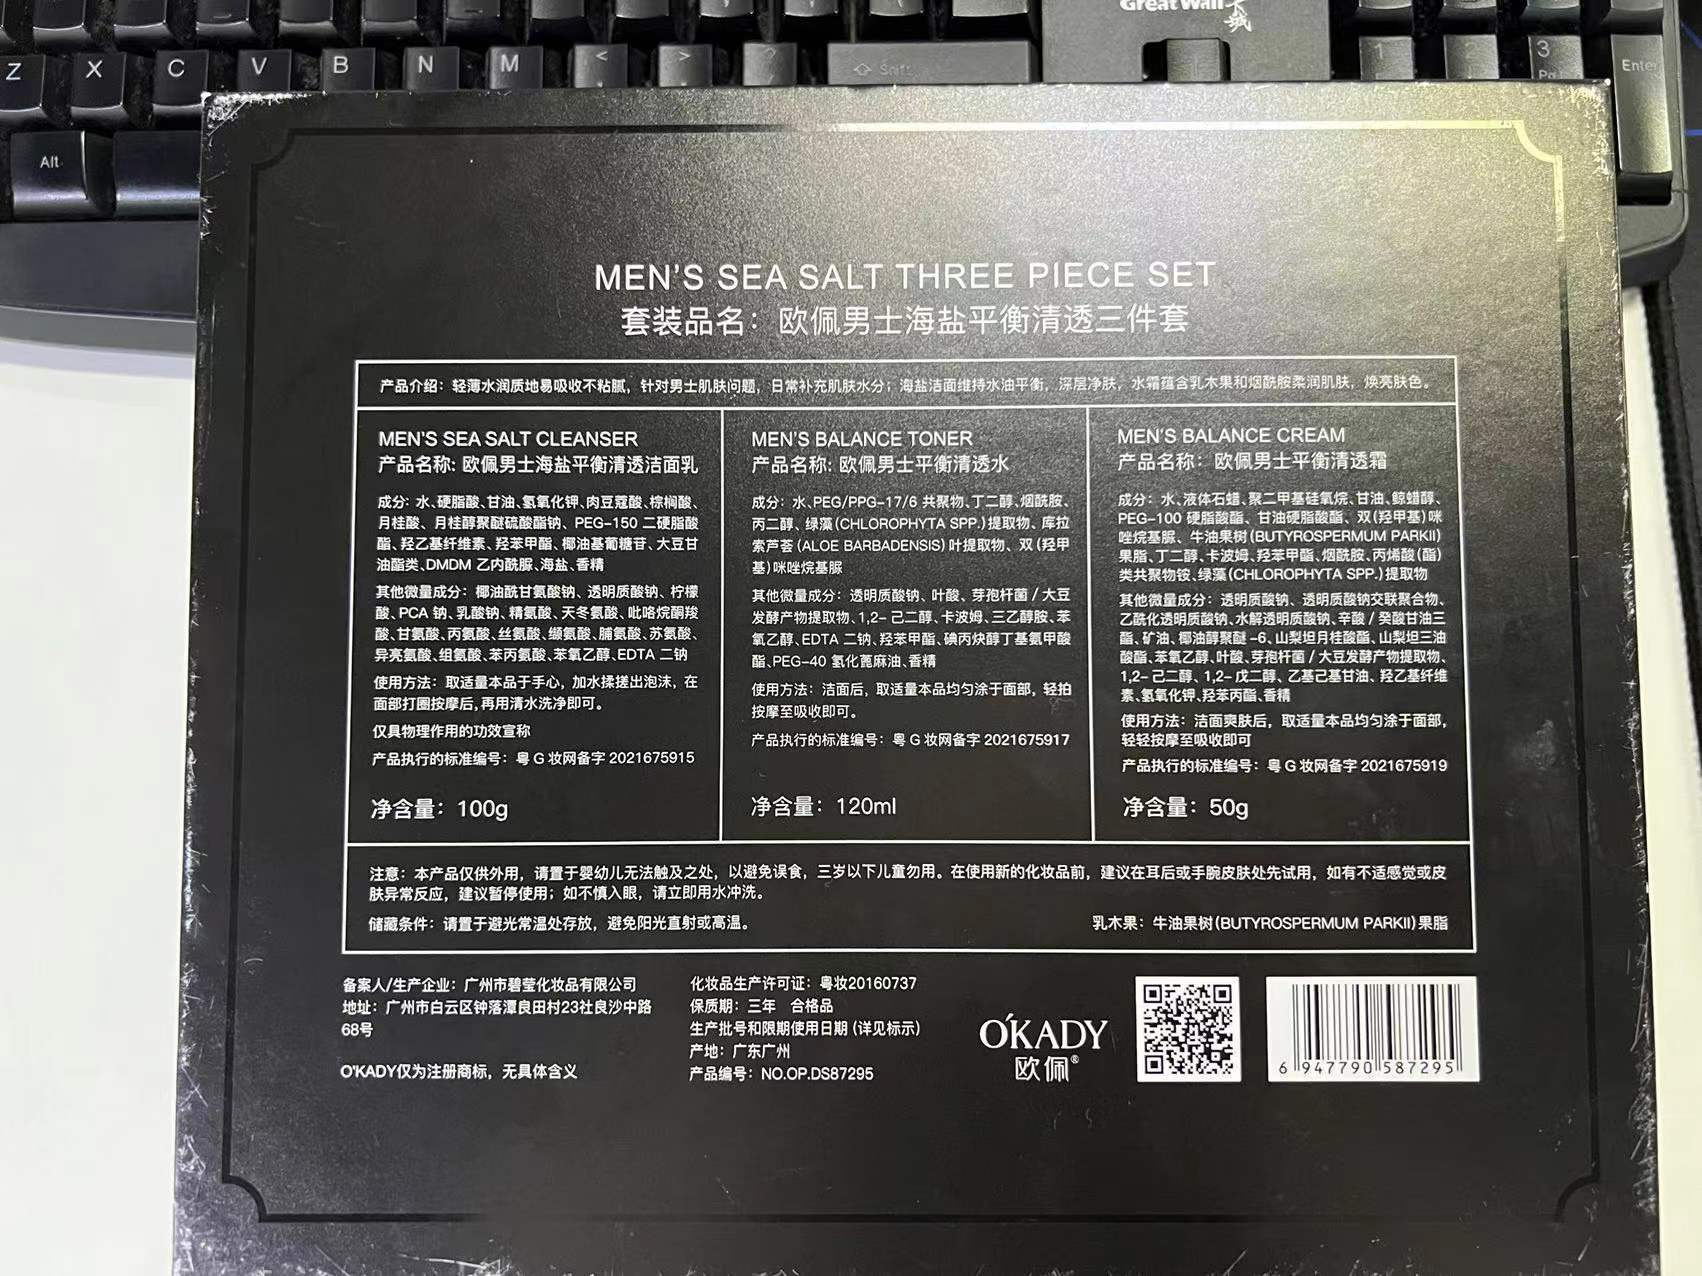 Great Wall
长城
Z X C V B N M < > ?
Shift
1
3
Enter
Alt
MEN'S SEA SALT THREE PIECE SET
套装品名：欧佩男士海盐平衡清透三件套
产品介绍：轻薄水润质地易吸收不粘腻，针对男士肌肤问题，日常补充肌肤水分；海盐洁面维持水油平衡，深层净肤，水霜蕴含乳木果和烟酰胺柔润肌肤，焕亮肤色。
MEN'S SEA SALT CLEANSER
产品名称: 欧佩男士海盐平衡清透洁面乳
成分：水、硬脂酸、甘油、氢氧化钾、肉豆蔻酸、棕榈酸、
月桂酸、月桂醇聚醚硫酸酯钠、PEG-150 二硬脂酸
酯、羟乙基纤维素、羟苯甲酯、椰油基葡糖苷、大豆甘
油酯类、DMDM 乙内酰脲、海盐、香精
其他微量成分：椰油酰甘氨酸钠、透明质酸钠、柠檬
酸、PCA 钠、乳酸钠、精氨酸、天冬氨酸、吡咯烷酮羧
酸、甘氨酸、丙氨酸、丝氨酸、缬氨酸、脯氨酸、苏氨酸、
异亮氨酸、组氨酸、苯丙氨酸、苯氧乙醇、EDTA 二钠
使用方法：取适量本品于手心，加水揉搓出泡沫，在
面部打圈按摩后，再用清水洗净即可。
仅具物理作用的功效宣称
产品执行的标准编号：粤 G 妆网备字 2021675915
净含量：100g
MEN'S BALANCE TONER
产品名称: 欧佩男士平衡清透水
成分：水、PEG/PPG-17/6 共聚物、丁二醇、烟酰胺、
丙二醇、绿藻(CHLOROPHYTA SPP.)提取物、库拉
索芦荟(ALOE BARBADENSIS)叶提取物、双(羟甲
基)咪唑烷基脲
其他微量成分：透明质酸钠、叶酸、芽孢杆菌 / 大豆
发酵产物提取物、1,2- 己二醇、卡波姆、三乙醇胺、苯
氧乙醇、EDTA 二钠、羟苯甲酯、碘丙炔醇丁基氨甲酸
酯、PEG-40 氢化蓖麻油、香精
使用方法：洁面后，取适量本品均匀涂于面部，轻拍
按摩至吸收即可。
产品执行的标准编号：粤 G 妆网备字 2021675917
净含量：120ml
MEN'S BALANCE CREAM
产品名称：欧佩男士平衡清透霜
成分：水、液体石蜡、聚二甲基硅氧烷、甘油、鲸蜡醇、
PEG-100 硬脂酸酯、甘油硬脂酸酯、双(羟甲基)咪
唑烷基脲、牛油果树(BUTYROSPERMUM PARKII)
果脂、丁二醇、卡波姆、羟苯甲酯、烟酰胺、丙烯酸(酯)
类共聚物铵、绿藻(CHLOROPHYTA SPP.)提取物
其他微量成分：透明质酸钠、透明质酸钠交联聚合物、
乙酰化透明质酸钠、水解透明质酸钠、辛酸 / 癸酸甘油三
酯、矿油、椰油醇聚醚 -6、山梨坦月桂酸酯、山梨坦三油
酸酯、苯氧乙醇、叶酸、芽孢杆菌 / 大豆发酵产物提取物、
1,2- 己二醇、1,2- 戊二醇、乙基己基甘油、羟乙基纤维
素、氢氧化钾、羟苯丙酯、香精
使用方法：洁面爽肤后，取适量本品均匀涂于面部，
轻轻按摩至吸收即可
产品执行的标准编号：粤 G 妆网备字 2021675919
净含量：50g
注意：本产品仅供外用，请置于婴幼儿无法触及之处，以避免误食，三岁以下儿童勿用。在使用新的化妆品前，建议在耳后或手腕皮肤处先试用，如有不适感觉或皮
肤异常反应，建议暂停使用；如不慎入眼，请立即用水冲洗。
储藏条件：请置于避光常温处存放，避免阳光直射或高温。
乳木果：牛油果树(BUTYROSPERMUM PARKII)果脂
备案人/生产企业：广州市碧莹化妆品有限公司
地址：广州市白云区钟落潭良田村23社良沙中路
68号
O'KADY仅为注册商标，无具体含义
化妆品生产许可证：粤妆20160737
保质期：三年 合格品
生产批号和限期使用日期 (详见标示)
产地：广东广州
产品编号：NO.OP.DS87295
O'KADY
欧佩®
6 947790 587295